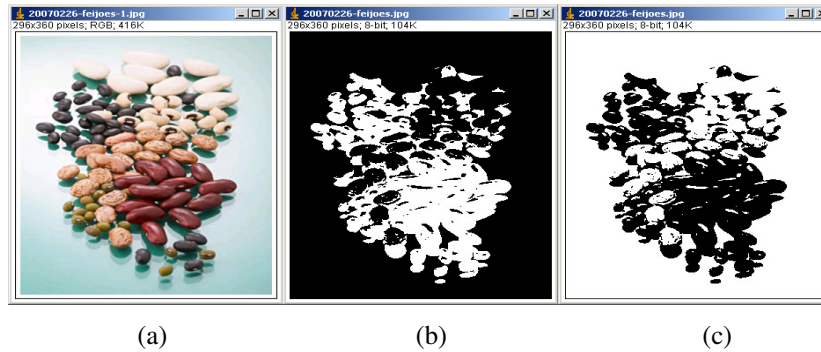 20070226-feijoes-1.jpg
296x360 pixels; RGB; 416K
20070226-feijoes.jpg
296x360 pixels; 8-bit; 104K
20070226-feijoes.jpg
296x360 pixels; 8-bit; 104K
(a)
(b)
(c)